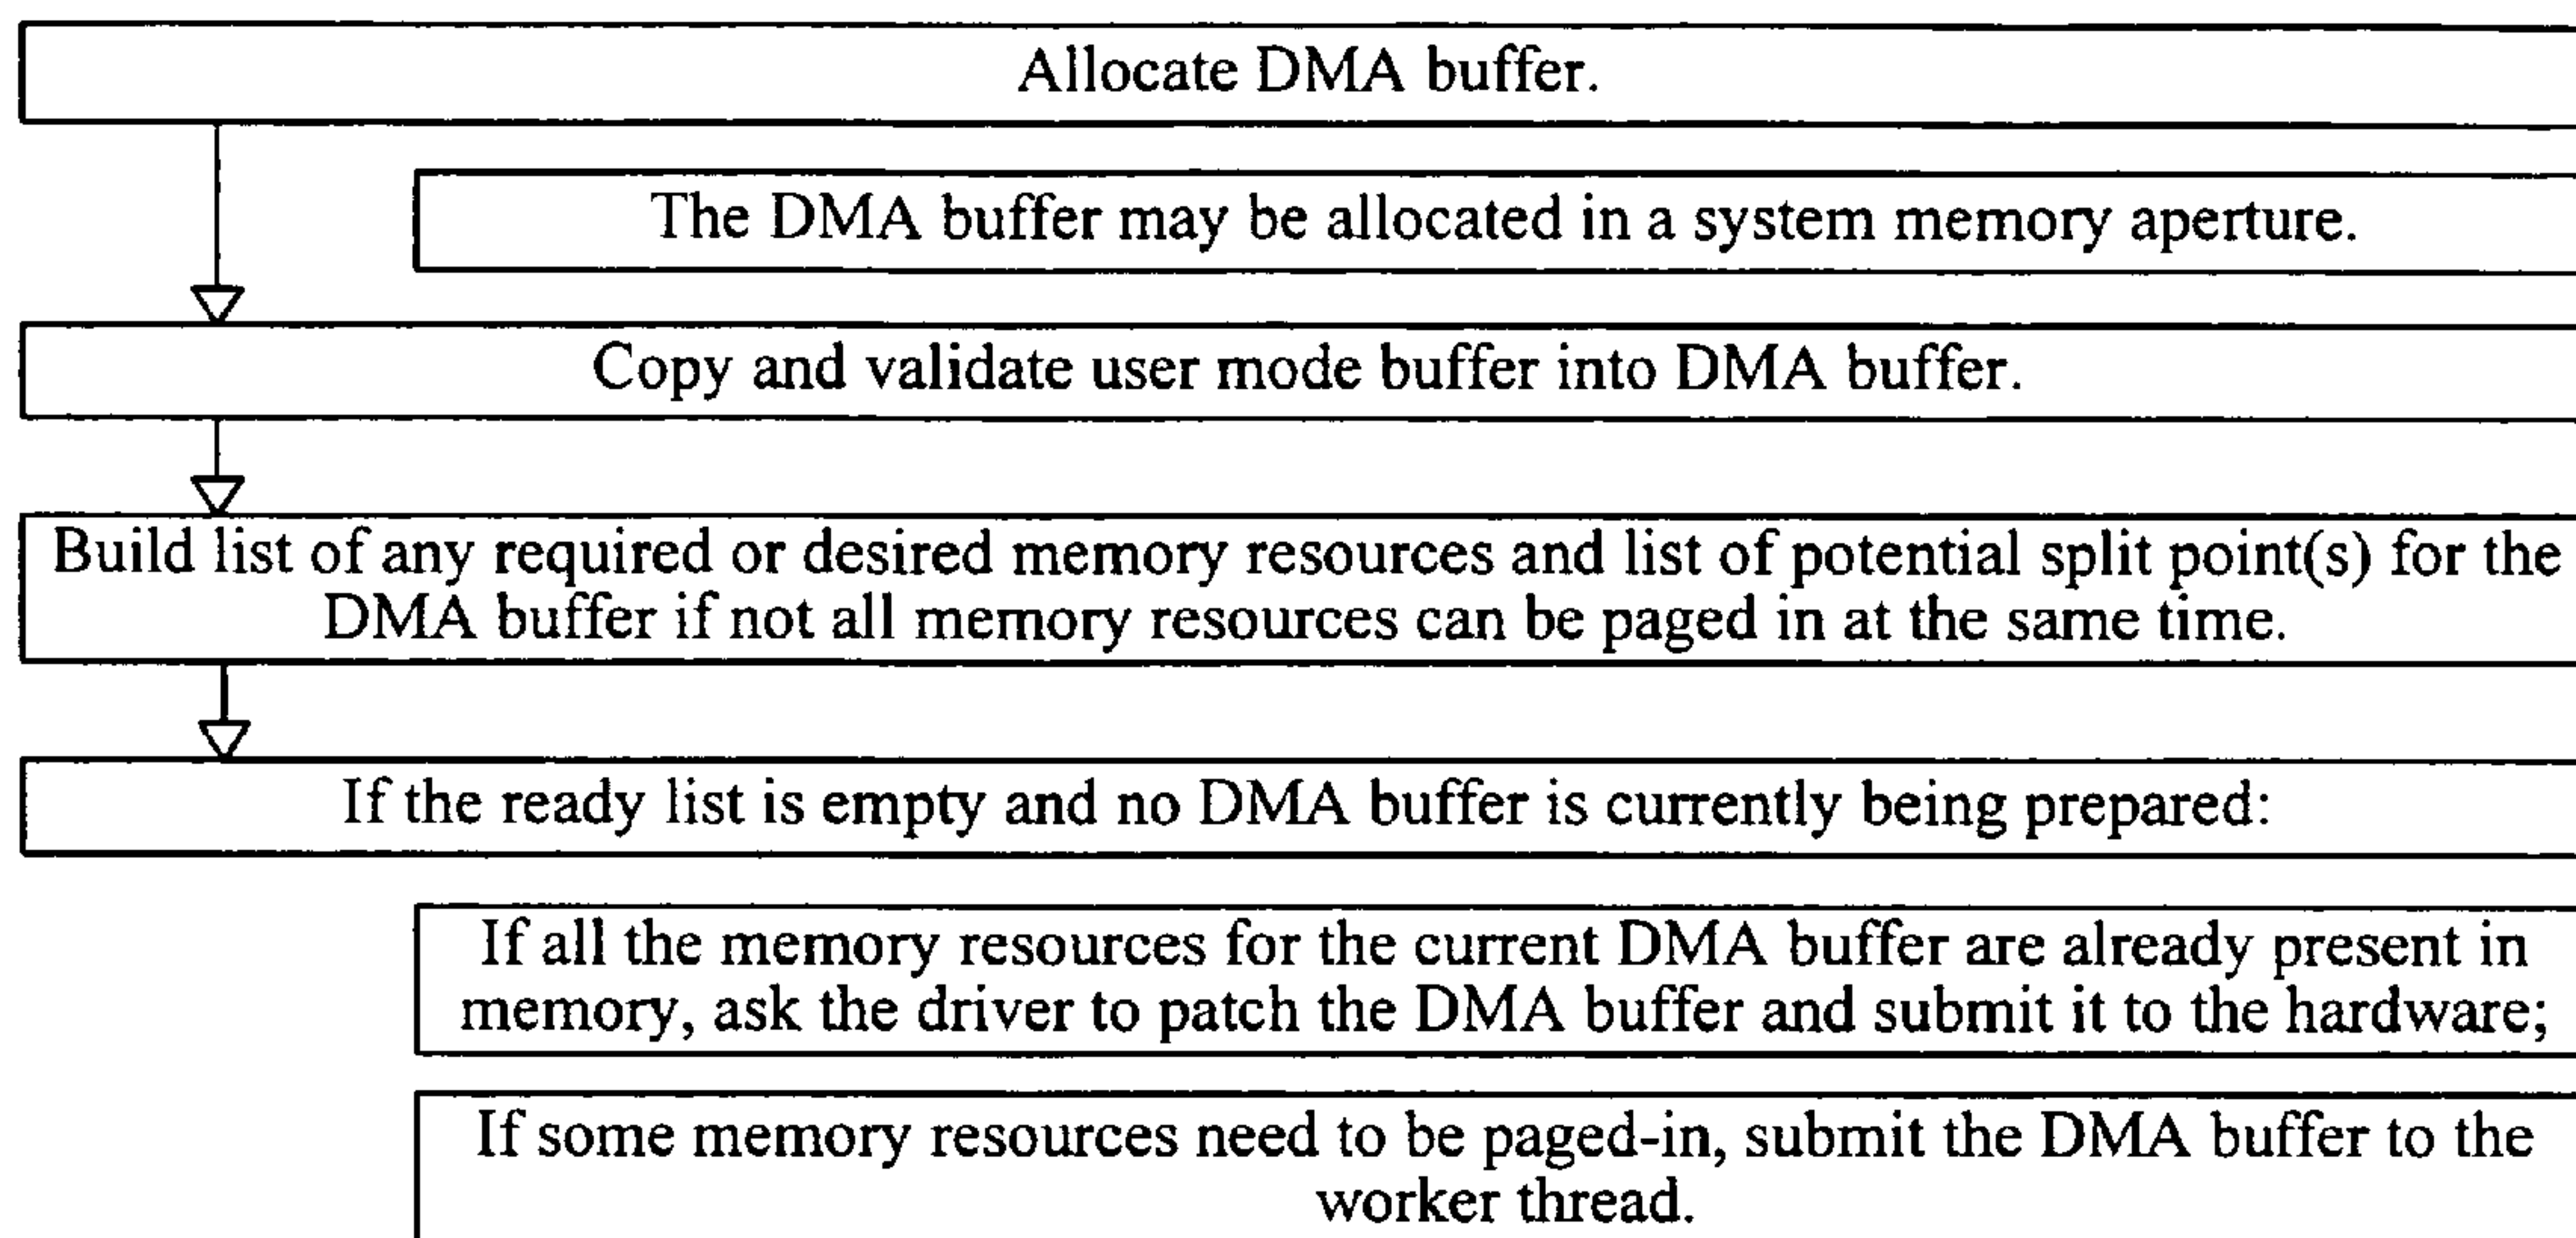 Allocate DMA buffer.
The DMA buffer may be allocated in a system memory aperture.
Copy and validate user mode buffer into DMA buffer.
Build list of any required or desired memory resources and list of potential split point(s) for the
DMA buffer if not all memory resources can be paged in at the same time.
If the ready list is empty and no DMA buffer is currently being prepared:
If all the memory resources for the current DMA buffer are already present in
memory, ask the driver to patch the DMA buffer and submit it to the hardware;
If some memory resources need to be paged-in, submit the DMA buffer to the
worker thread.